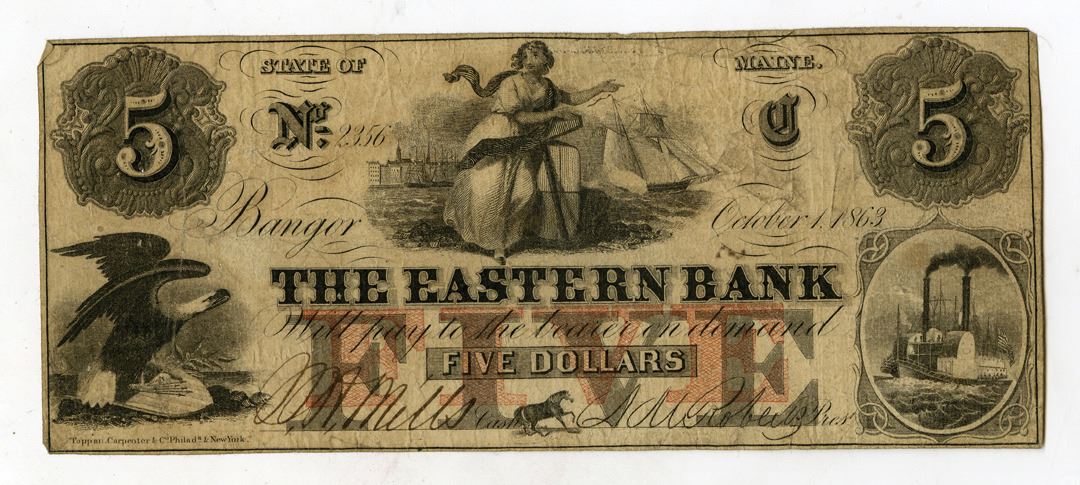 5
STATE OF
MAINE.
5
No. 2356
C
Bangor
October 1, 1863
THE EASTERN BANK
FIVE
Will pay to the bearer on demand
FIVE DOLLARS
Cash.
Pres
Toppan, Carpenter & Co. Philada. & New York.